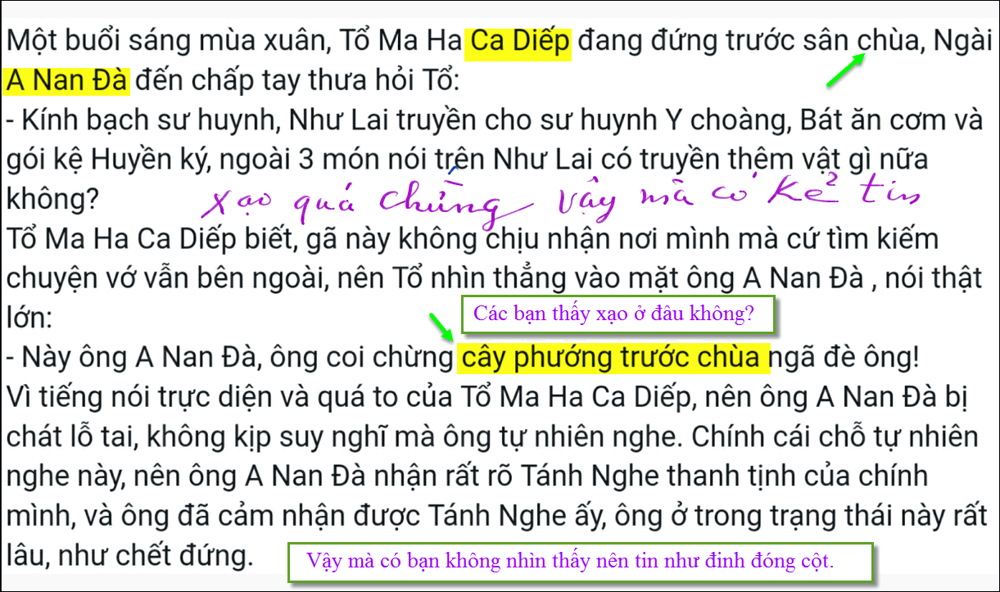 Một buổi sáng mùa xuân, Tổ Ma Ha Ca Diếp đang đứng trước sân chùa, Ngài
A Nan Đà đến chấp tay thưa hỏi Tổ:
- Kính bạch sư huynh, Như Lai truyền cho sư huynh Y choàng, Bát ăn cơm và
gói kệ Huyền ký, ngoài 3 món nói trên Như Lai có truyền thêm vật gì nữa
không?
xạo quá chừng vậy mà có kẻ tin
Tổ Ma Ha Ca Diếp biết, gã này không chịu nhận nơi mình mà cứ tìm kiếm
chuyện vớ vẫn bên ngoài, nên Tổ nhìn thẳng vào mặt ông A Nan Đà , nói thật
lớn:
Các bạn thấy xạo ở đâu không?
- Này ông A Nan Đà, ông coi chừng cây phướng trước chùa ngã đè ông!
Vì tiếng nói trực diện và quá to của Tổ Ma Ha Ca Diếp, nên ông A Nan Đà bị
chát lỗ tai, không kịp suy nghĩ mà ông tự nhiên nghe. Chính cái chỗ tự nhiên
nghe này, nên ông A Nan Đà nhận rất rõ Tánh Nghe thanh tịnh của chính
mình, và ông đã cảm nhận được Tánh Nghe ấy, ông ở trong trạng thái này rất
lâu, như chết đứng.
Vậy mà có bạn không nhìn thấy nên tin như đinh đóng cột.